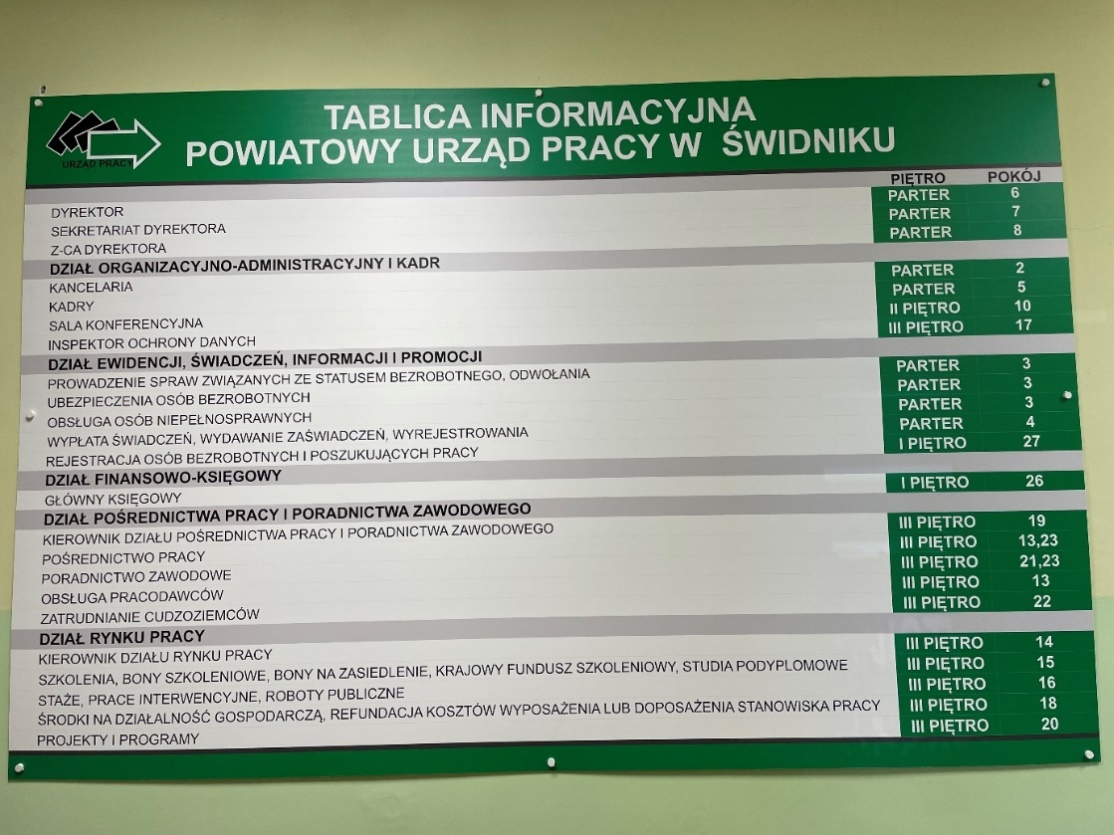 URZĄD PRACY
TABLICA INFORMACYJNA
POWIATOWY URZĄD PRACY W ŚWIDNIKU
PIĘTRO POKÓJ
DYREKTOR PARTER 6
SEKRETARIAT DYREKTORA PARTER 7
Z-CA DYREKTORA PARTER 8
DZIAŁ ORGANIZACYJNO-ADMINISTRACYJNY I KADR
KANCELARIA PARTER 2
KADRY PARTER 5
SALA KONFERENCYJNA II PIĘTRO 10
INSPEKTOR OCHRONY DANYCH III PIĘTRO 17
DZIAŁ EWIDENCJI, ŚWIADCZEŃ, INFORMACJI I PROMOCJI
PROWADZENIE SPRAW ZWIĄZANYCH ZE STATUSEM BEZROBOTNEGO, ODWOŁANIA PARTER 3
UBEZPIECZENIA OSÓB BEZROBOTNYCH PARTER 3
OBSŁUGA OSÓB NIEPEŁNOSPRAWNYCH PARTER 3
WYPŁATA ŚWIADCZEŃ, WYDAWANIE ZAŚWIADCZEŃ, WYREJESTROWANIA PARTER 4
REJESTRACJA OSÓB BEZROBOTNYCH I POSZUKUJĄCYCH PRACY I PIĘTRO 27
DZIAŁ FINANSOWO-KSIĘGOWY
GŁÓWNY KSIĘGOWY I PIĘTRO 26
DZIAŁ POŚREDNICTWA PRACY I PORADNICTWA ZAWODOWEGO
KIEROWNIK DZIAŁU POŚREDNICTWA PRACY I PORADNICTWA ZAWODOWEGO III PIĘTRO 19
POŚREDNICTWO PRACY III PIĘTRO 13,23
PORADNICTWO ZAWODOWE III PIĘTRO 21,23
OBSŁUGA PRACODAWCÓW III PIĘTRO 13
ZATRUDNIANIE CUDZOZIEMCÓW III PIĘTRO 22
DZIAŁ RYNKU PRACY
KIEROWNIK DZIAŁU RYNKU PRACY III PIĘTRO 14
SZKOLENIA, BONY SZKOLENIOWE, BONY NA ZASIEDLENIE, KRAJOWY FUNDUSZ SZKOLENIOWY, STUDIA PODYPLOMOWE III PIĘTRO 15
STAŻE, PRACE INTERWENCYJNE, ROBOTY PUBLICZNE III PIĘTRO 16
ŚRODKI NA DZIAŁALNOŚĆ GOSPODARCZĄ, REFUNDACJA KOSZTÓW WYPOSAŻENIA LUB DOPOSAŻENIA STANOWISKA PRACY III PIĘTRO 18
PROJEKTY I PROGRAMY III PIĘTRO 20